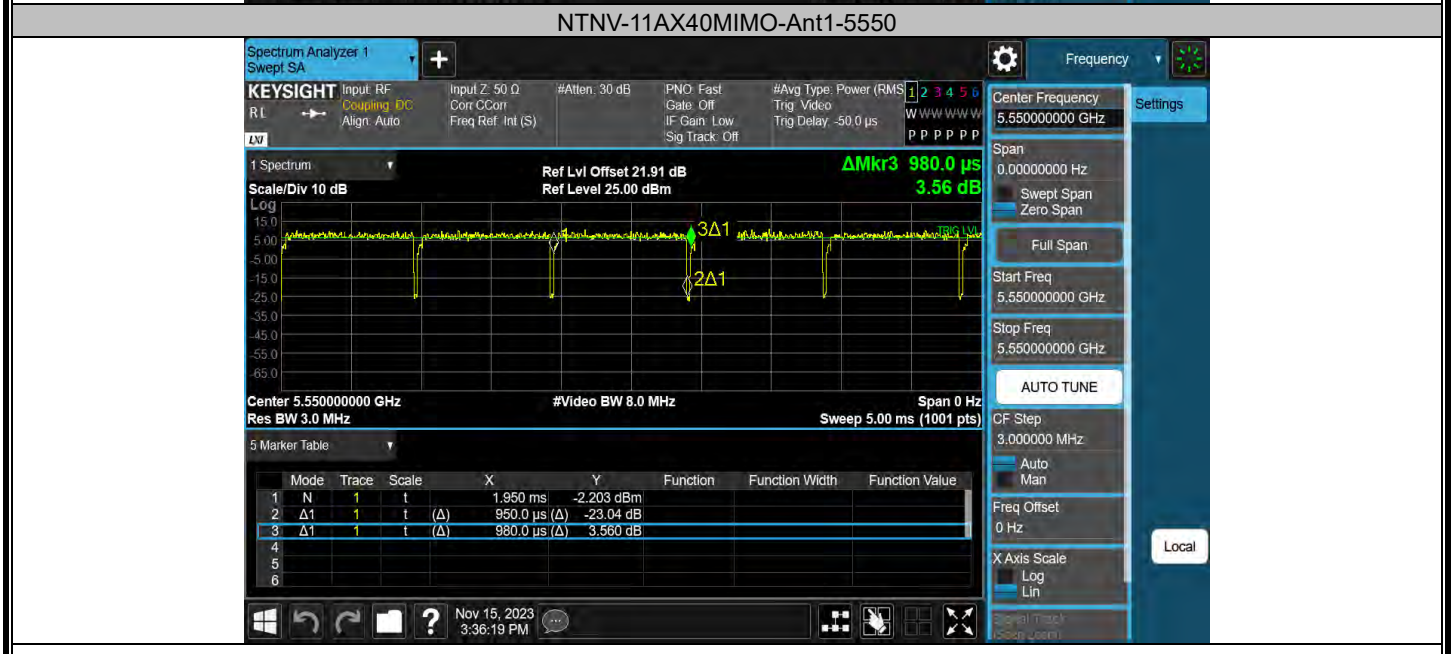 NTNV-11AX40MIMO-Ant1-5550
Spectrum Analyzer 1
Swept SA
+
Frequency
KEYSIGHT
RL
LXI
Input: RF
Coupling: DC
Align: Auto
Input Z: 50 Ω
Corr CCorr
Freq Ref: Int (S)
#Atten: 30 dB
PNO: Fast
Gate: Off
IF Gain: Low
Sig Track: Off
#Avg Type: Power (RMS
Trig: Video
Trig Delay: -50.0 µs
1 2 3 4 5 6
W W W W W W
P P P P P P
Center Frequency
5.550000000 GHz
Settings
1 Spectrum
Scale/Div 10 dB
Log
Ref Lvl Offset 21.91 dB
Ref Level 25.00 dBm
ΔMkr3 980.0 µs
3.56 dB
15.0
5.00
-5.00
-15.0
-25.0
-35.0
-45.0
-55.0
-65.0
1
3Δ1
2Δ1
TRIG LVL
Center 5.550000000 GHz
Res BW 3.0 MHz
#Video BW 8.0 MHz
Span 0 Hz
Sweep 5.00 ms (1001 pts)
Span
0.00000000 Hz
Swept Span
Zero Span
Full Span
Start Freq
5.550000000 GHz
Stop Freq
5.550000000 GHz
AUTO TUNE
CF Step
3.000000 MHz
Auto
Man
Freq Offset
0 Hz
X Axis Scale
Log
Lin
Signal Track
(Span Zoom)
Local
5 Marker Table
Mode Trace Scale X Y Function Function Width Function Value
1 N 1 t 1.950 ms -2.203 dBm
2 Δ1 1 t (Δ) 950.0 µs (Δ) -23.04 dB
3 Δ1 1 t (Δ) 980.0 µs (Δ) 3.560 dB
4
5
6
?
Nov 15, 2023
3:36:19 PM